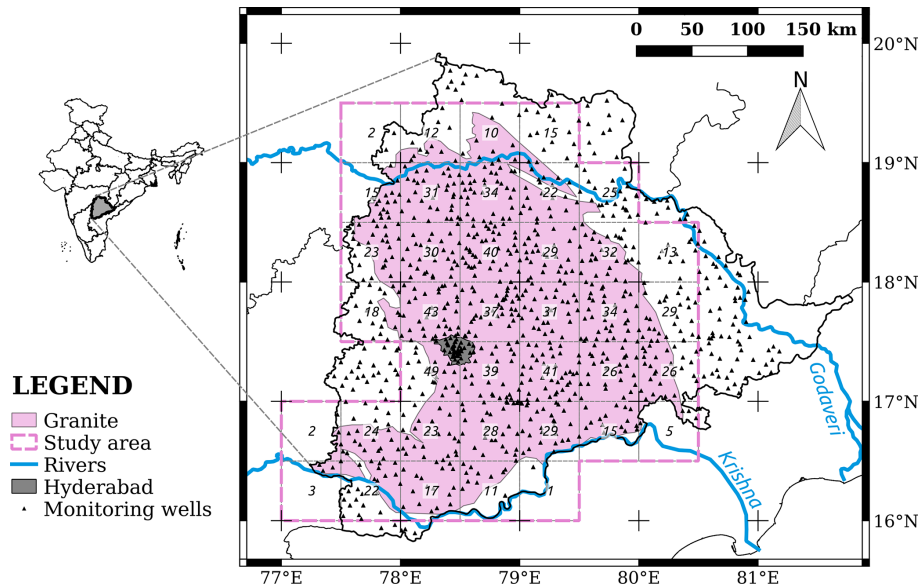 0 50 100 150 km
20°N
N
2 12 10 15
19°N
15 31 34 22 25
23 30 40 29 32 13
18°N
18 43 37 31 34 29
49 39 41 26 26
17°N
2 24 23 28 29 15 5
3 22 17 11 1
16°N
Godaveri
Krishna
77°E 78°E 79°E 80°E 81°E
LEGEND
Granite
Study area
Rivers
Hyderabad
Monitoring wells